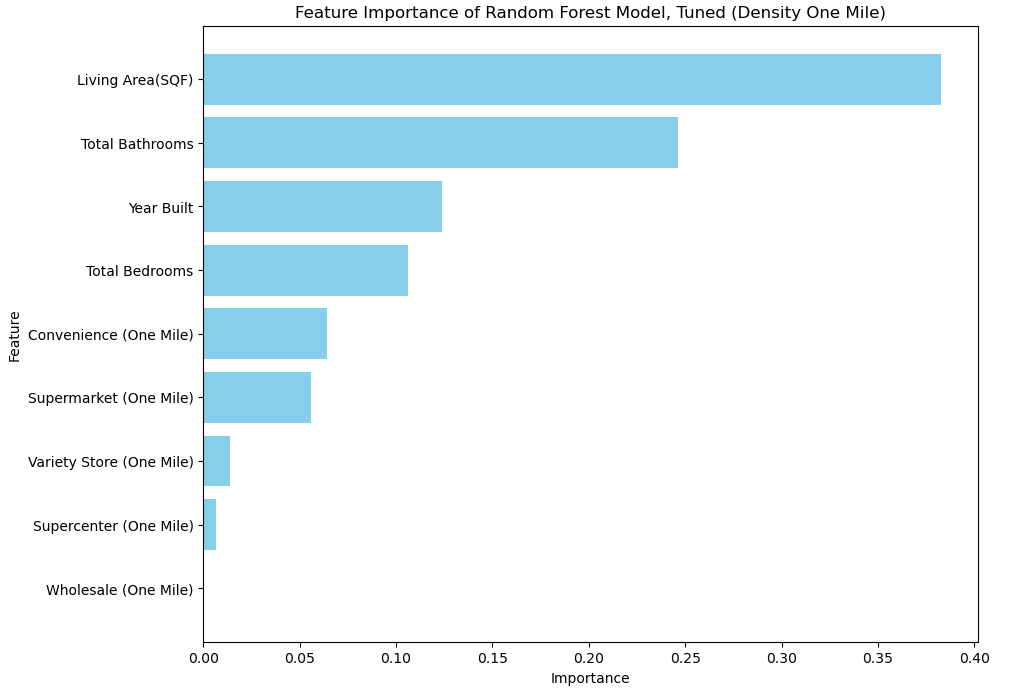 Feature Importance of Random Forest Model, Tuned (Density One Mile)
Living Area(SQF)
Total Bathrooms
Year Built
Total Bedrooms
Convenience (One Mile)
Supermarket (One Mile)
Variety Store (One Mile)
Supercenter (One Mile)
Wholesale (One Mile)
Feature
0.00 0.05 0.10 0.15 0.20 0.25 0.30 0.35 0.40
Importance